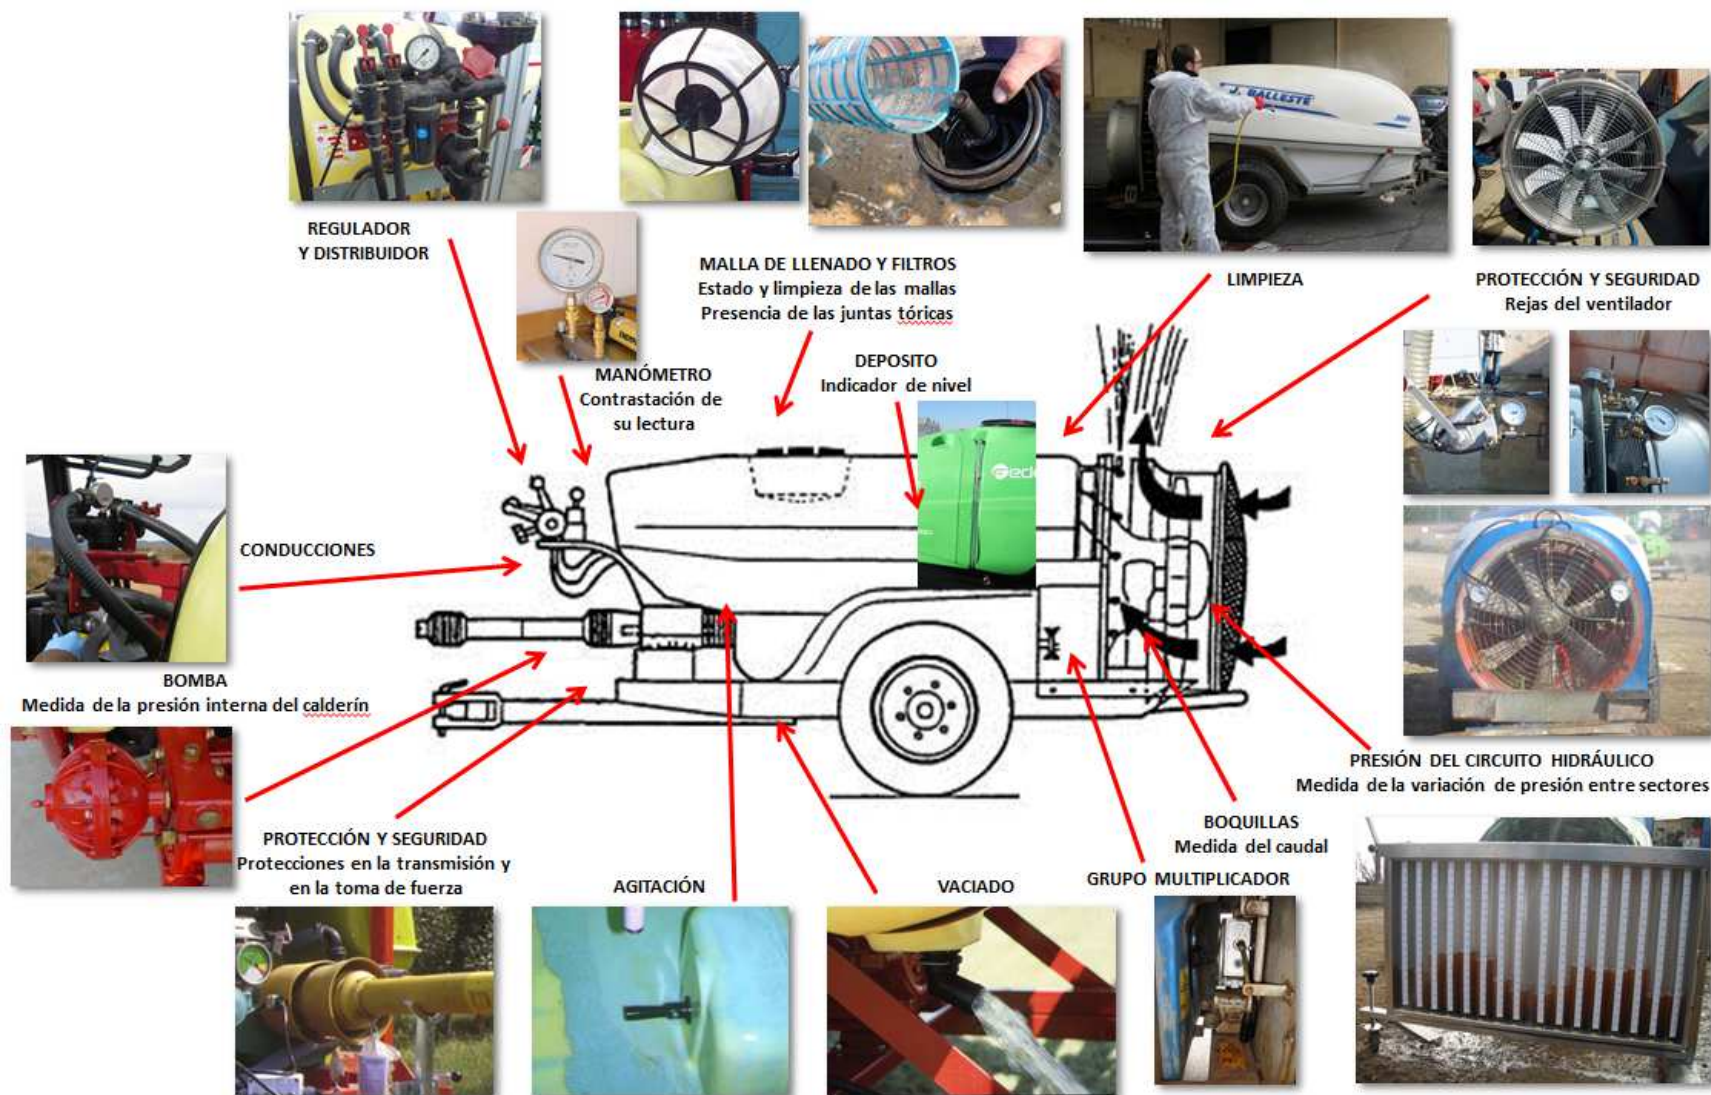 J. BALLESTE
REGULADOR
Y DISTRIBUIDOR
MALLA DE LLENADO Y FILTROS
Estado y limpieza de las mallas
Presencia de las juntas tóricas
LIMPIEZA
PROTECCIÓN Y SEGURIDAD
Rejas del ventilador
MANÓMETRO
Contrastación de
su lectura
DEPOSITO
Indicador de nivel
CONDUCCIONES
BOMBA
Medida de la presión interna del calderín
PRESIÓN DEL CIRCUITO HIDRÁULICO
Medida de la variación de presión entre sectores
PROTECCIÓN Y SEGURIDAD
Protecciones en la transmisión y
en la toma de fuerza
BOQUILLAS
Medida del caudal
AGITACIÓN
VACIADO
GRUPO MULTIPLICADOR